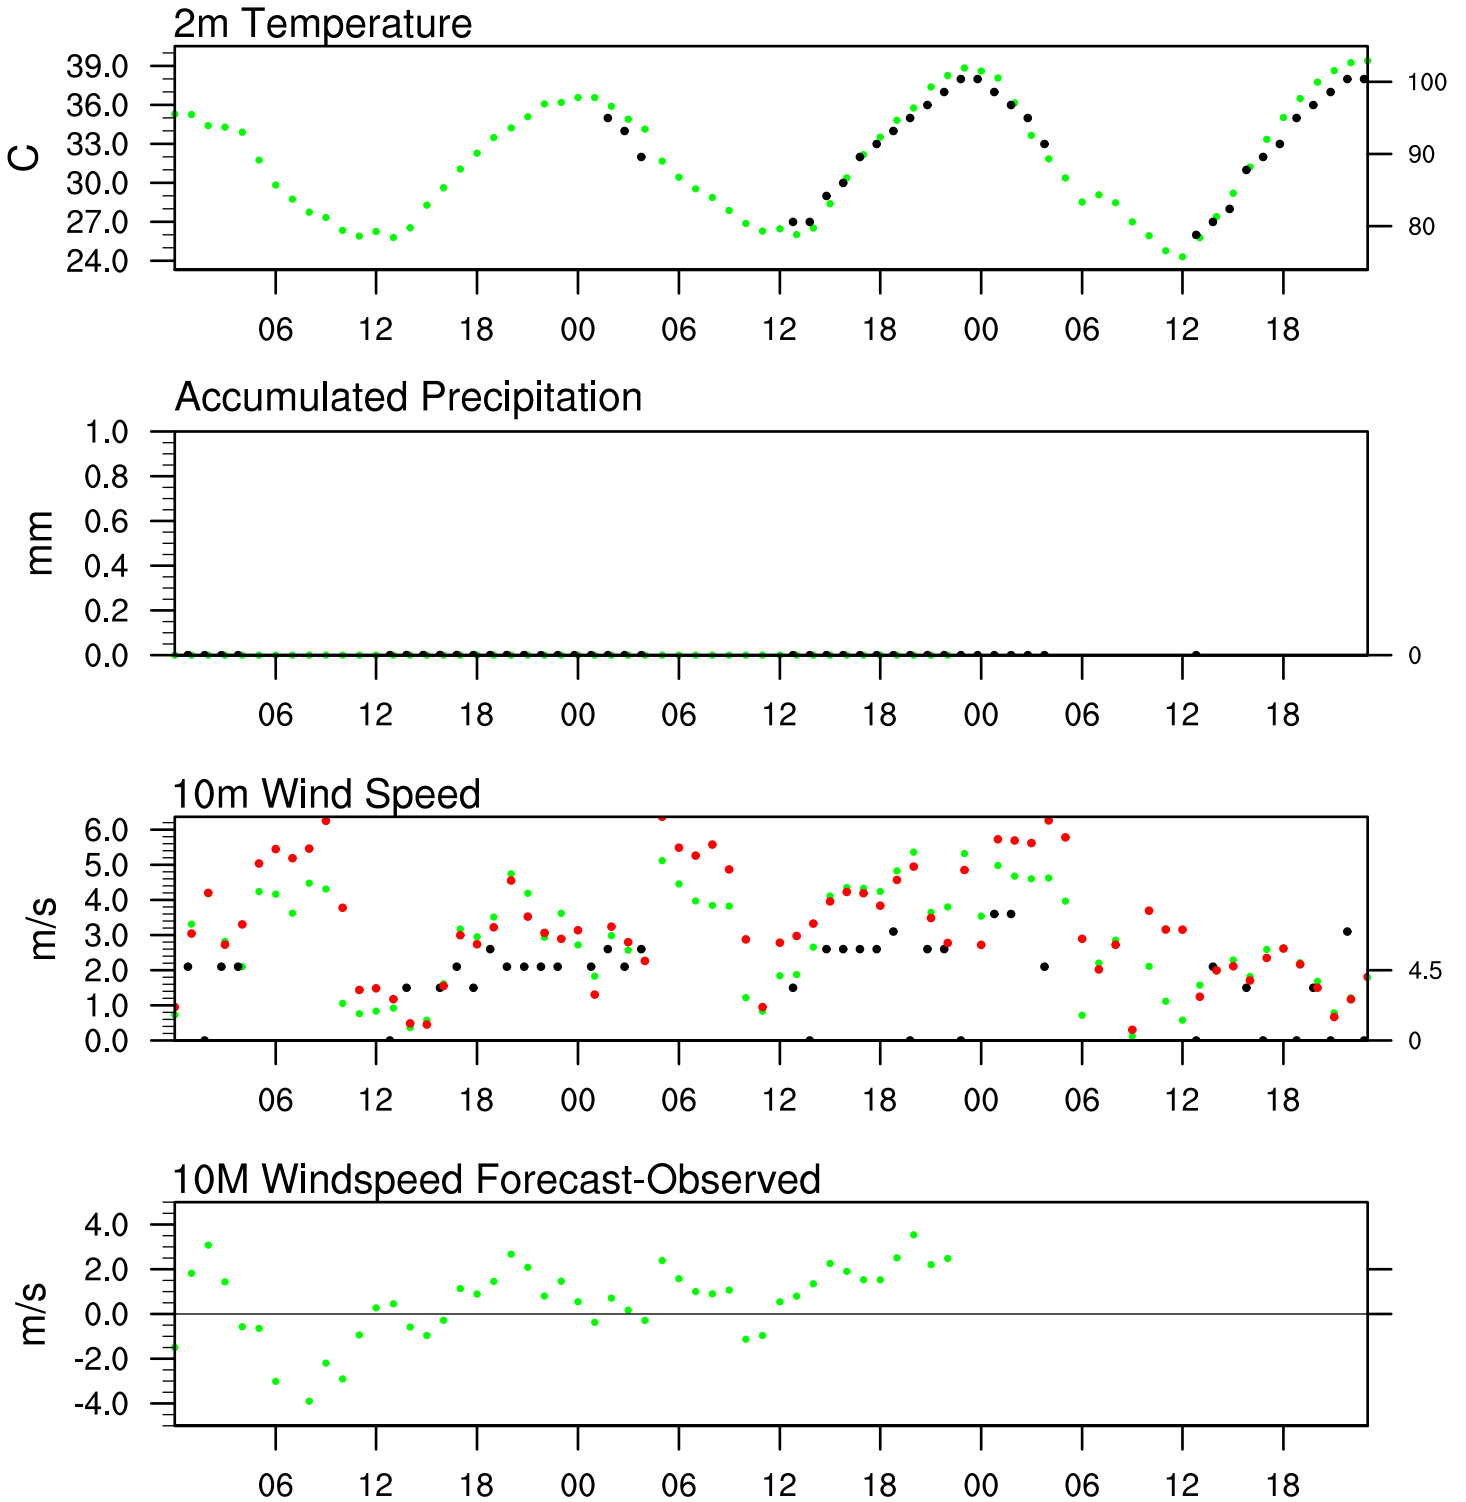 2m Temperature
39.0
36.0
33.0
30.0
27.0
24.0
C
100
90
80
06 12 18 00 06 12 18 00 06 12 18
Accumulated Precipitation
1.0
0.8
0.6
0.4
0.2
0.0
mm
0
06 12 18 00 06 12 18 00 06 12 18
10m Wind Speed
6.0
5.0
4.0
3.0
2.0
1.0
0.0
m/s
4.5
0
06 12 18 00 06 12 18 00 06 12 18
10M Windspeed Forecast-Observed
4.0
2.0
0.0
-2.0
-4.0
m/s
06 12 18 00 06 12 18 00 06 12 18